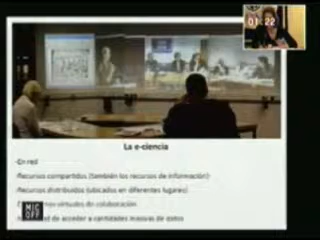 01:22
La e-ciencia
-En red
-Recursos compartidos (también los recursos de información)
-Recursos distribuidos (ubicados en diferentes lugares)
virtudes de colaboración
MIC OFF
de acceder a cantidades masivas de datos